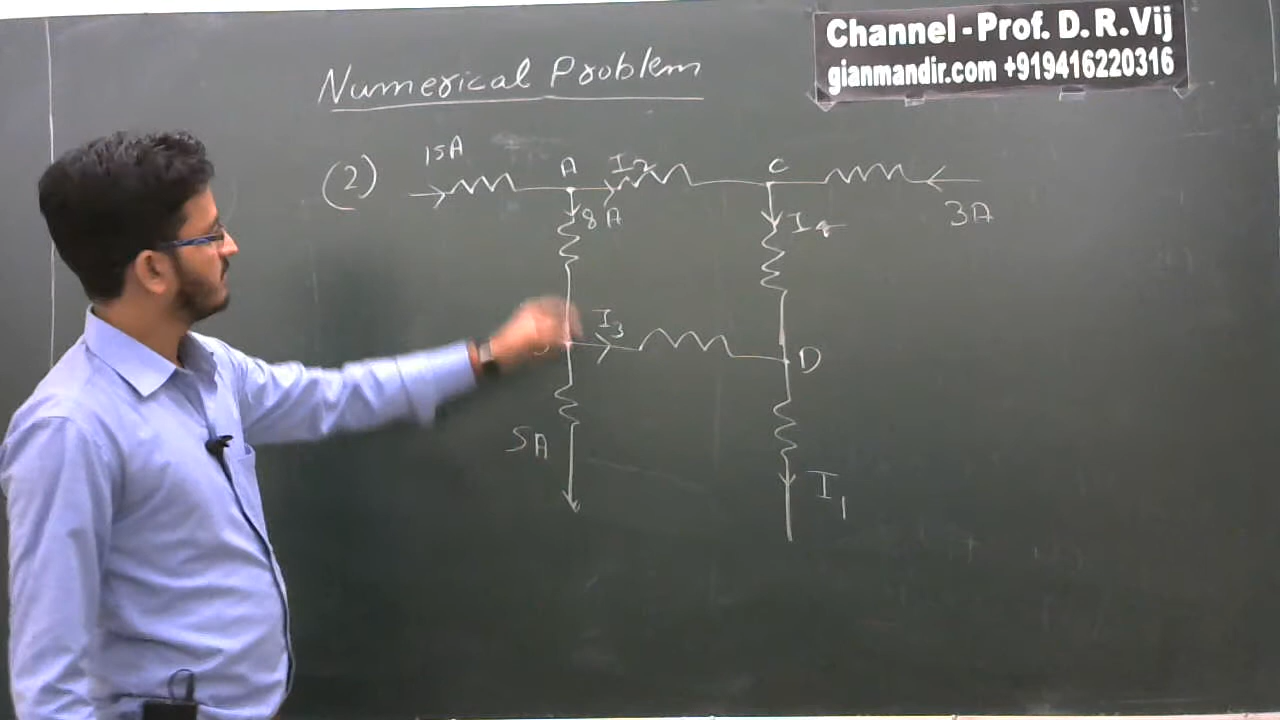 Channel - Prof. D. R. Vij
gianmandir.com +919416220316
Numerical Problem
(2)
15A
A
I2
C
8A
I4
3A
I3
D
5A
I1